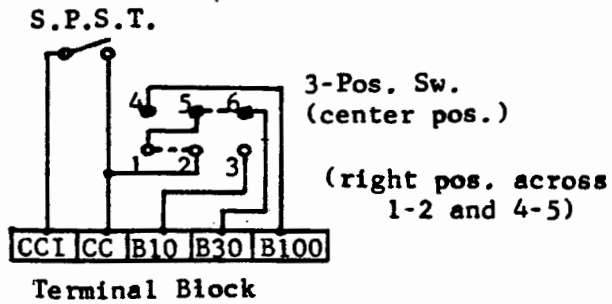 S.P.S.T.
3-Pos. Sw.
4 5 6
(center pos.)
1 2 3
(right pos. across
1-2 and 4-5)
CCI CC B10 B30 B100
Terminal Block